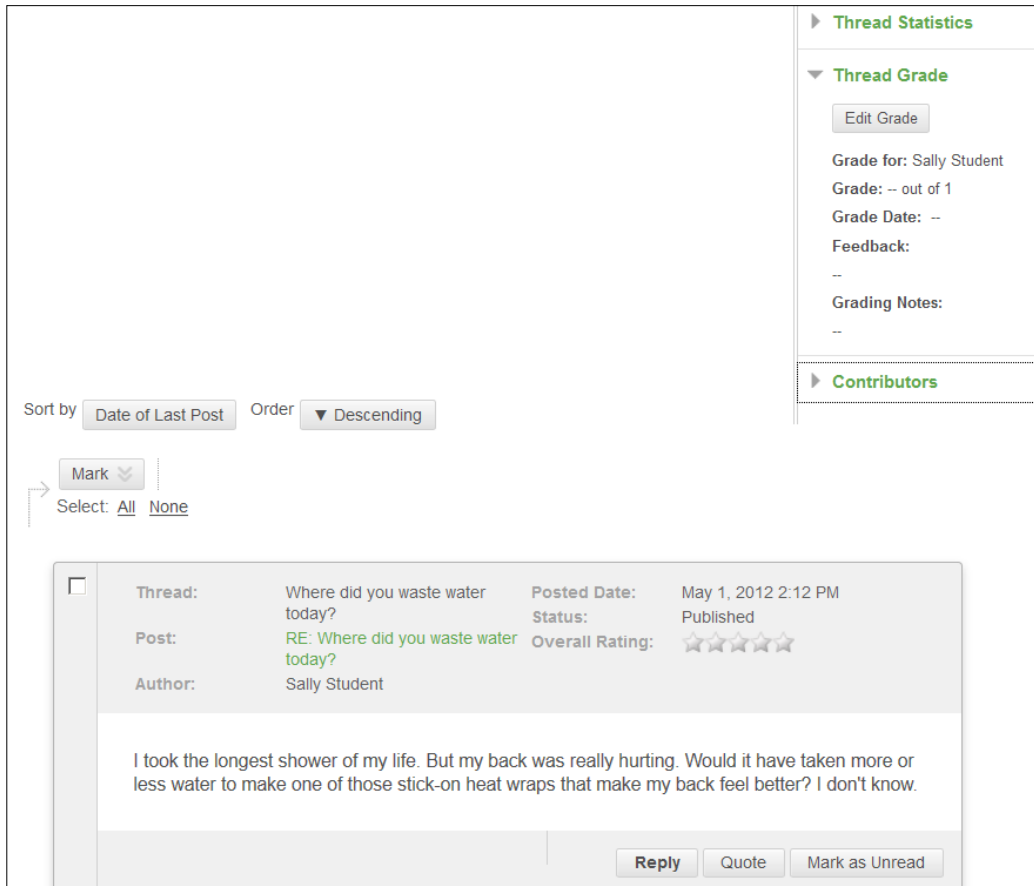 Thread Statistics
Thread Grade
Edit Grade
Grade for: Sally Student
Grade: -- out of 1
Grade Date: --
Feedback:
--
Grading Notes:
--
Contributors
Sort by Date of Last Post Order ▼ Descending
Mark
Select: All None
Thread: Where did you waste water
today?
Post: RE: Where did you waste water
today?
Author: Sally Student
Posted Date: May 1, 2012 2:12 PM
Status: Published
Overall Rating:
I took the longest shower of my life. But my back was really hurting. Would it have taken more or
less water to make one of those stick-on heat wraps that make my back feel better? I don't know.
Reply Quote Mark as Unread